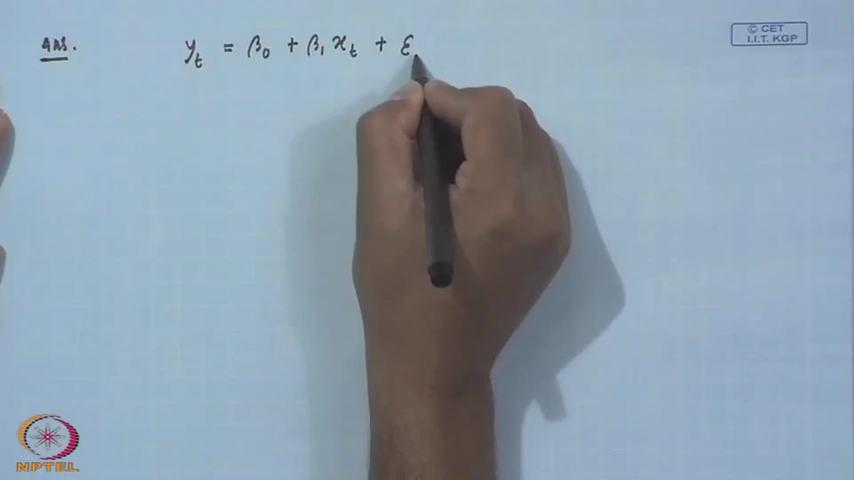 Ans. y_t = β_0 + β_1 x_t + ε
© CET
I.I.T. KGP
NPTEL